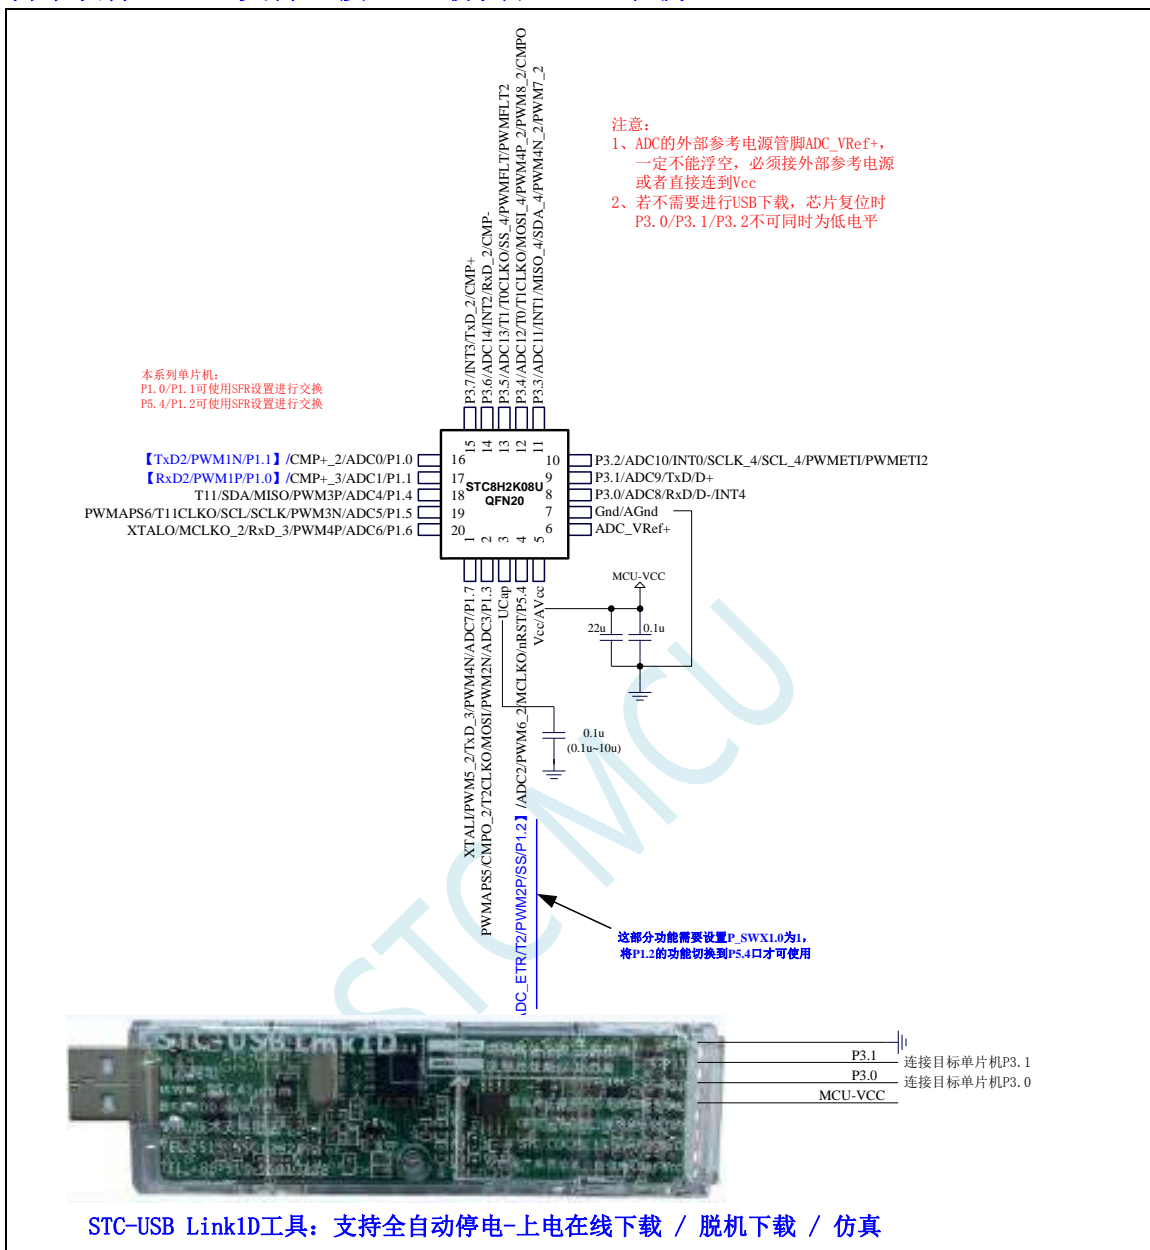 P3.7/INT3/TxD_2/CMP+
P3.6/ADC14/INT2/RxD_2/CMP-
P3.5/ADC13/T1/T0CLKO/SS_4/PWMFLT/PWMFLT2
P3.4/ADC12/T0/T1CLKO/MOSI_4/PWM4P_2/PWM8_2/CMPO
P3.3/ADC11/INT1/MISO_4/SDA_4/PWM4N_2/PWM7_2
注意:
1、ADC的外部参考电源管脚ADC_VRef+,
一定不能浮空，必须接外部参考电源
或者直接连到Vcc
2、若不需要进行USB下载，芯片复位时
P3.0/P3.1/P3.2不可同时为低电平
本系列单片机:
P1.0/P1.1可使用SFR设置进行交换
P5.4/P1.2可使用SFR设置进行交换
15 14 13 12 11
【TxD2/PWM1N/P1.1】/CMP+_2/ADC0/P1.0 16
【RxD2/PWM1P/P1.0】/CMP+_3/ADC1/P1.1 17
T11/SDA/MISO/PWM3P/ADC4/P1.4 18
PWMAPS6/T11CLKO/SCL/SCLK/PWM3N/ADC5/P1.5 19
XTALO/MCLKO_2/RxD_3/PWM4P/ADC6/P1.6 20
STC8H2K08U
QFN20
10 P3.2/ADC10/INT0/SCLK_4/SCL_4/PWMETI/PWMETI2
9 P3.1/ADC9/TxD/D+
8 P3.0/ADC8/RxD/D-/INT4
7 Gnd/AGnd
6 ADC_VRef+
1 2 3 4 5
XTALI/PWM5_2/TxD_3/PWM4N/ADC7/P1.7
PWMAPS5/CMPO_2/T2CLKO/MOSI/PWM2N/ADC3/P1.3
UCap
ADC_ETR/T2/PWM2P/SS/P1.2】/ADC2/PWM6_2/MCLKO/nRST/P5.4
Vcc/AVcc
MCU-VCC
22u
0.1u
0.1u
(0.1u~10u)
这部分功能需要设置P_SWX1.0为1,
将P1.2的功能切换到P5.4口才可使用
STC MCU
STC-USB Link1D
P3.1 连接目标单片机P3.1
P3.0 连接目标单片机P3.0
MCU-VCC
STC-USB Link1D工具: 支持全自动停电-上电在线下载 / 脱机下载 / 仿真